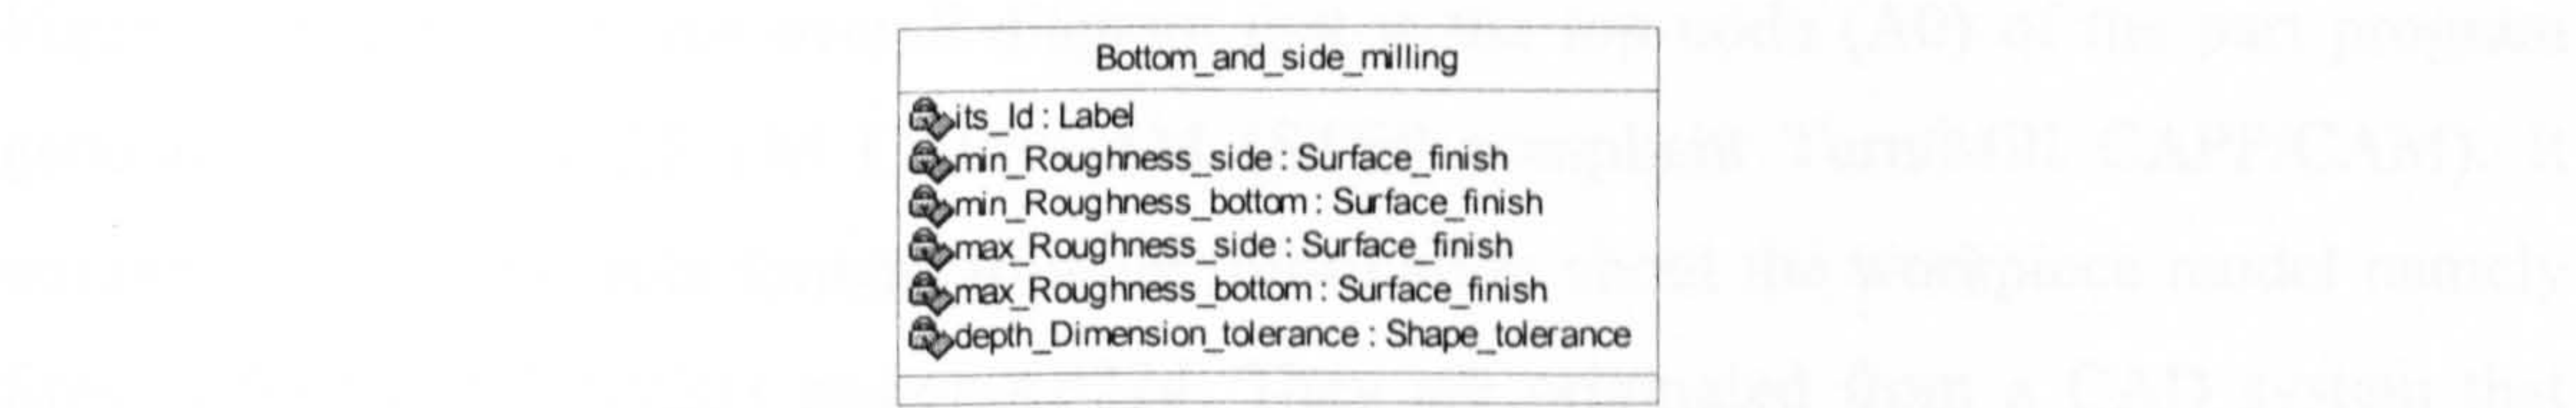 Bottom_and_side_milling
its_Id : Label
min_Roughness_side : Surface_finish
min_Roughness_bottom : Surface_finish
max_Roughness_side : Surface_finish
max_Roughness_bottom : Surface_finish
depth_Dimension_tolerance : Shape_tolerance